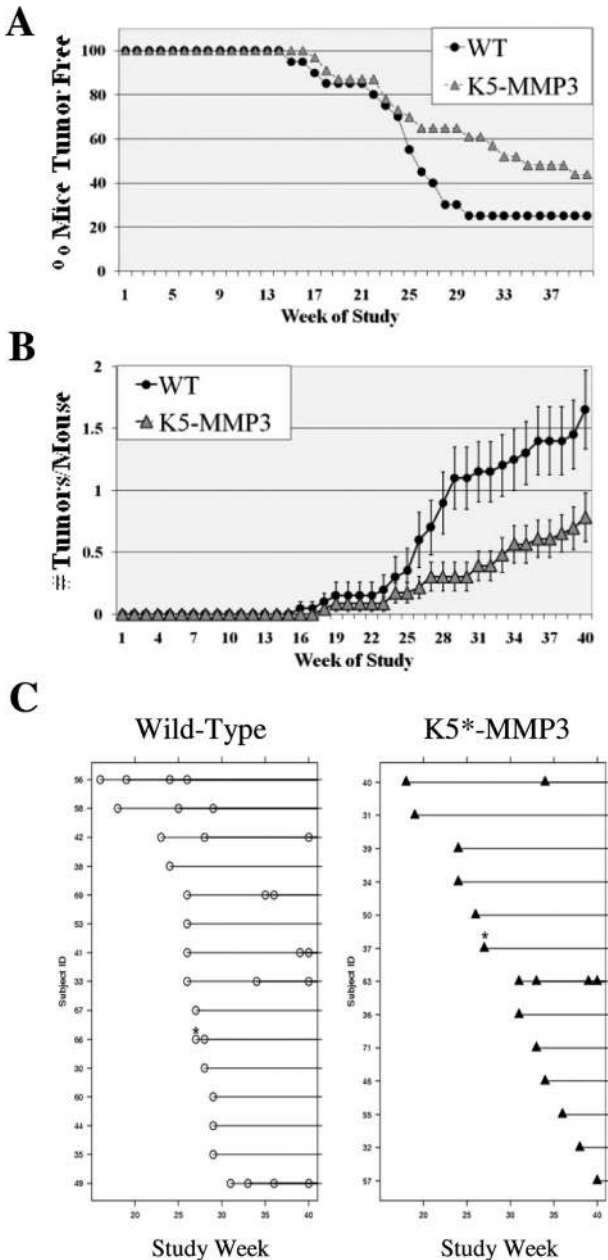 A
% Mice Tumor Free
100
80
60
40
20
0
WT
K5-MMP3
1 5 9 13 17 21 25 29 33 37
Week of Study
B
# Tumors/Mouse
2
1.5
1
0.5
0
WT
K5-MMP3
1 4 7 10 13 16 19 22 25 28 31 34 37 40
Week of Study
C
Wild-Type
Subject ID
56
58
42
38
69
53
41
33
67
*
66
30
60
44
35
49
20 25 30 35 40
Study Week
K5*-MMP3
Subject ID
40
31
39
34
50
*
37
63
36
71
46
55
32
57
20 25 30 35 40
Study Week